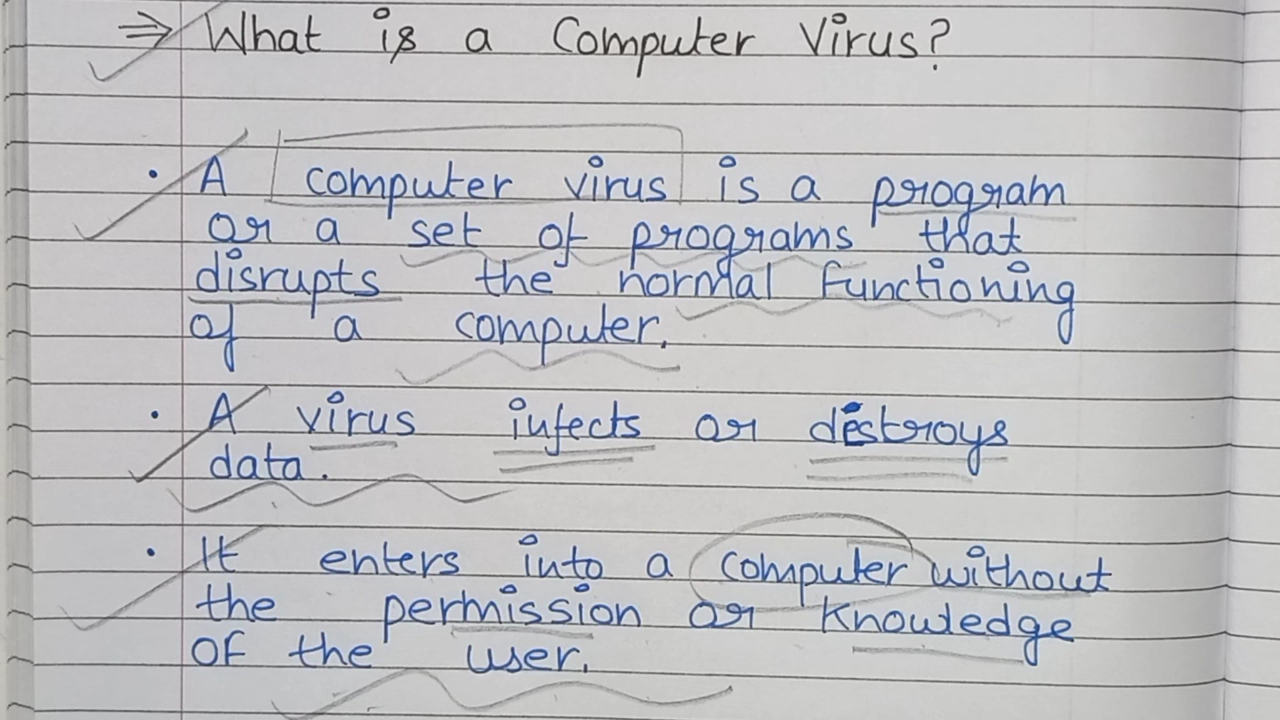 ⇒ What is a Computer Virus?
• A computer virus is a program
or a set of programs that
disrupts the normal functioning
of a computer.
• A virus infects or destroys
data.
• It enters into a computer without
the permission or knowledge
of the user.